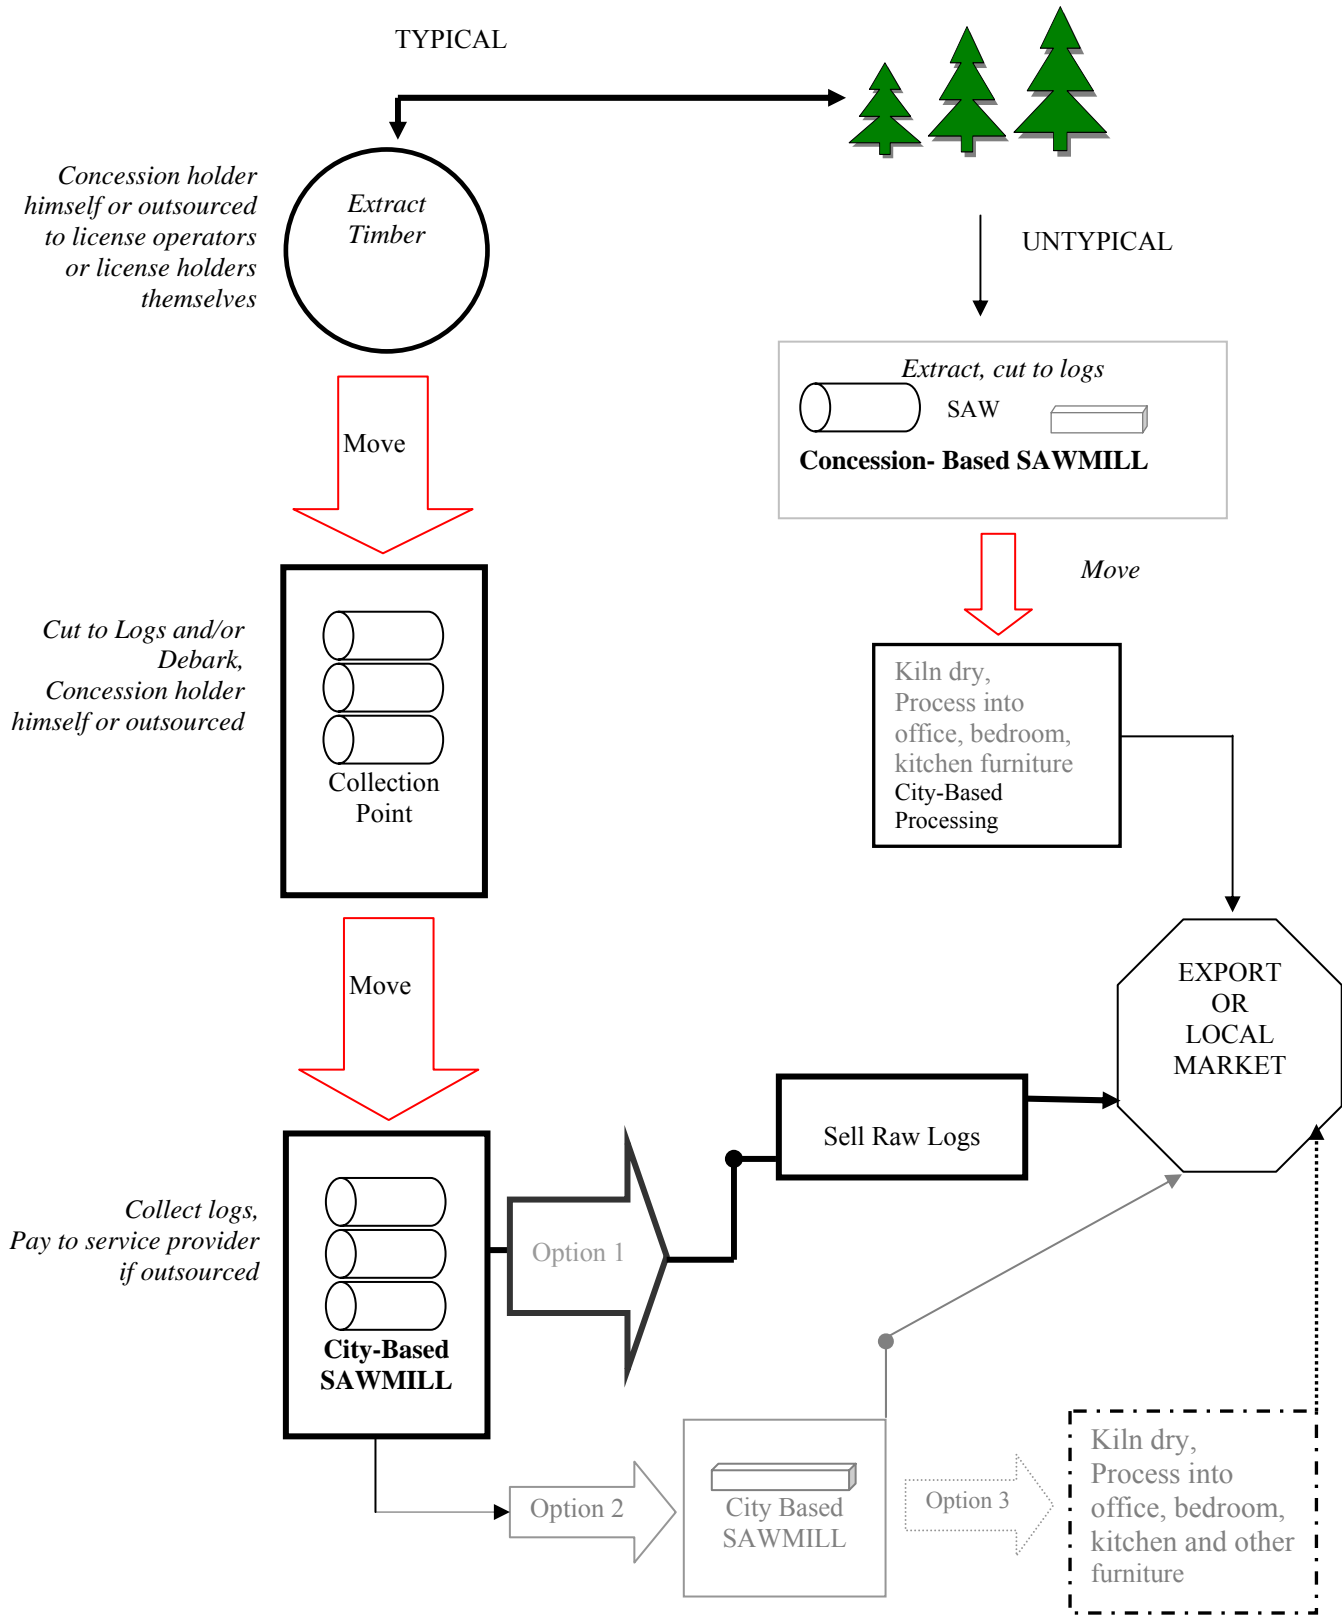 TYPICAL
Concession holder
himself or outsourced
to license operators
or license holders
themselves
Extract
Timber
UNTYPICAL
Extract, cut to logs
SAW
Concession- Based SAWMILL
Move
Move
Cut to Logs and/or
Debark,
Concession holder
himself or outsourced
Collection
Point
Kiln dry,
Process into
office, bedroom,
kitchen furniture
City-Based
Processing
Move
EXPORT
OR
LOCAL
MARKET
Sell Raw Logs
Collect logs,
Pay to service provider
if outsourced
City-Based
SAWMILL
Option 1
Option 2
City Based
SAWMILL
Option 3
Kiln dry,
Process into
office, bedroom,
kitchen and other
furniture